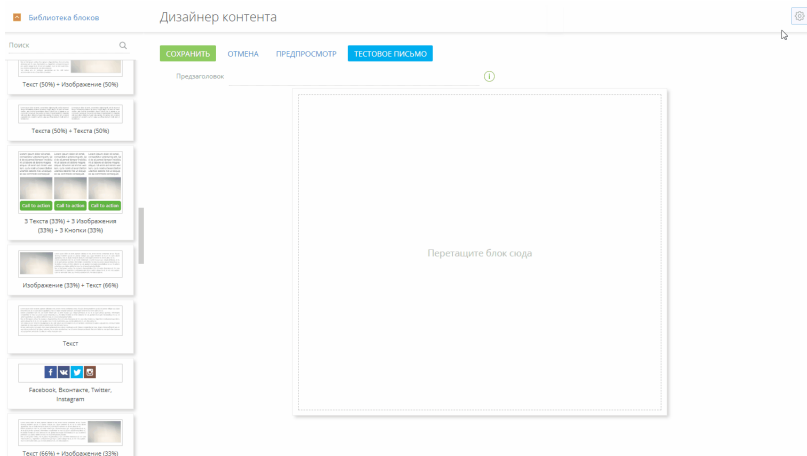 Библиотека блоков
Дизайнер контента
Поиск
СОХРАНИТЬ ОТМЕНА ПРЕДПРОСМОТР ТЕСТОВОЕ ПИСЬМО
Предзаголовок
i
Перетащите блок сюда
Текст (50%) + Изображение (50%)
Текста (50%) + Текста (50%)
Call to action Call to action Call to action
3 Текста (33%) + 3 Изображения
(33%) + 3 Кнопки (33%)
Изображение (33%) + Текст (66%)
Текст
Facebook, Вконтакте, Twitter,
Instagram
Текст (66%) + Изображение (33%)